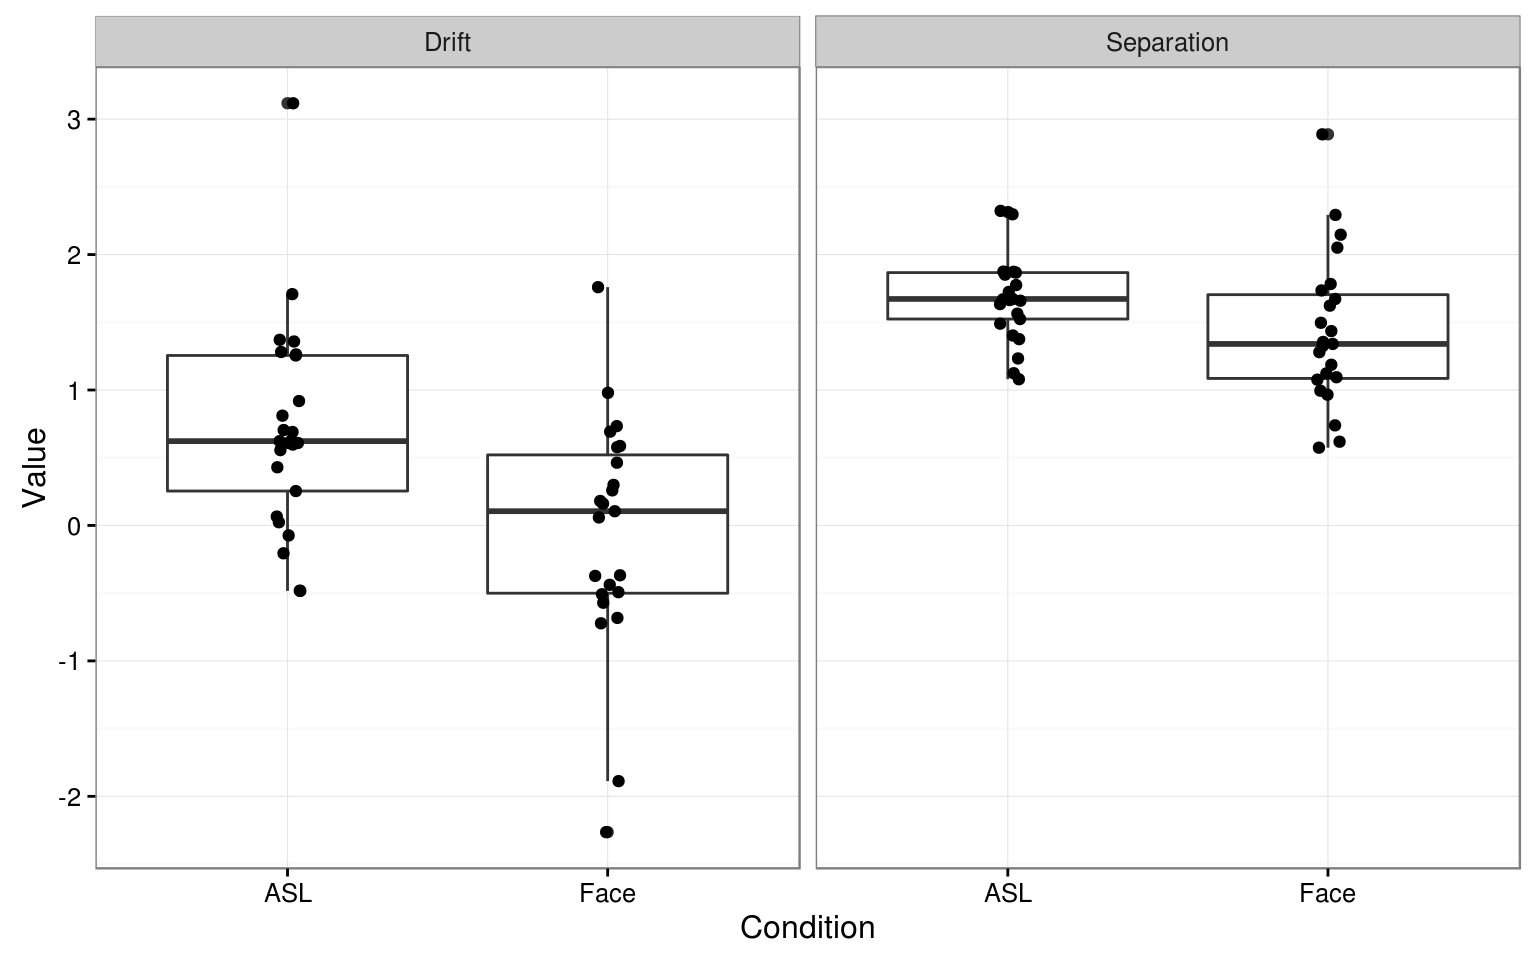 Drift
Separation
Value
3
2
1
0
-1
-2
ASL
Face
ASL
Face
Condition